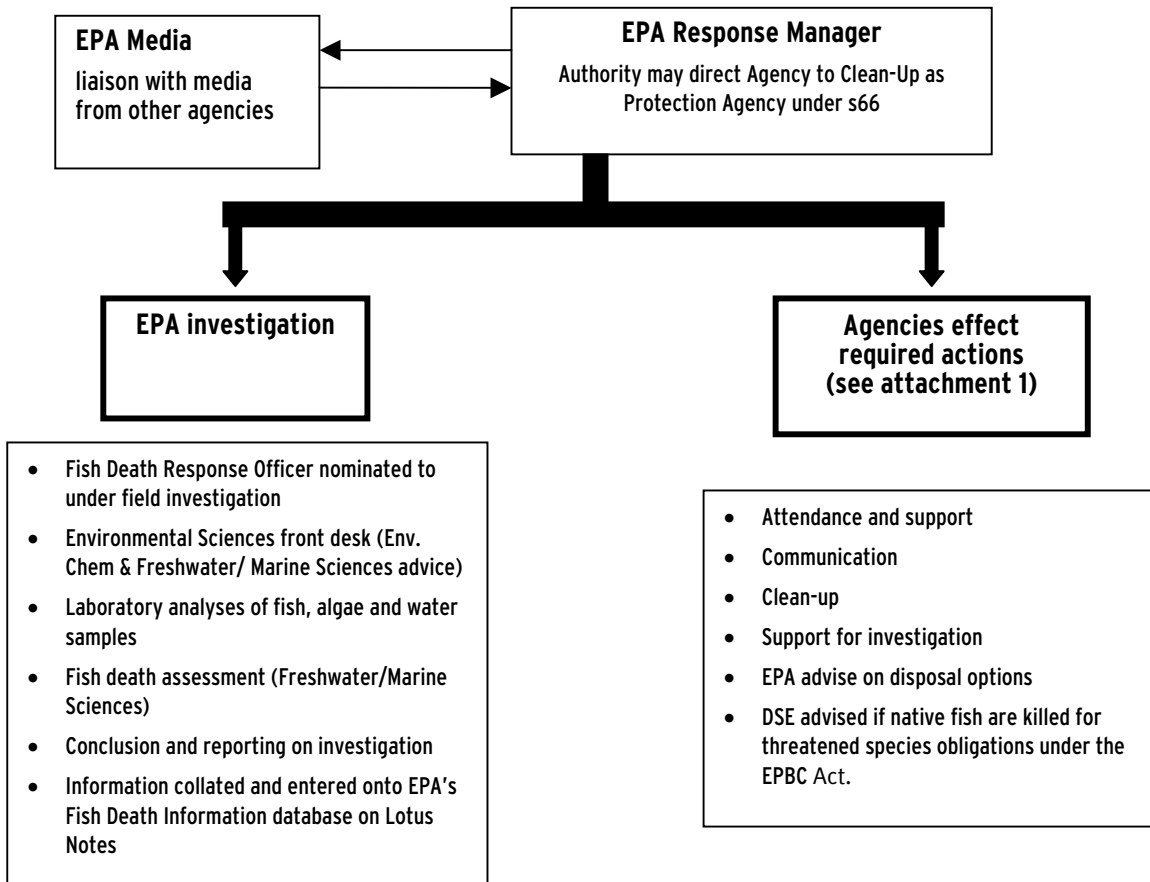 EPA Media
liaison with media
from other agencies
EPA Response Manager
Authority may direct Agency to Clean-Up as
Protection Agency under s66
EPA investigation
Agencies effect
required actions
(see attachment 1)
• Fish Death Response Officer nominated to
under field investigation
• Environmental Sciences front desk (Env.
Chem & Freshwater/ Marine Sciences advice)
• Laboratory analyses of fish, algae and water
samples
• Fish death assessment (Freshwater/Marine
Sciences)
• Conclusion and reporting on investigation
• Information collated and entered onto EPA's
Fish Death Information database on Lotus
Notes
• Attendance and support
• Communication
• Clean-up
• Support for investigation
• EPA advise on disposal options
• DSE advised if native fish are killed for
threatened species obligations under the
EPBC Act.